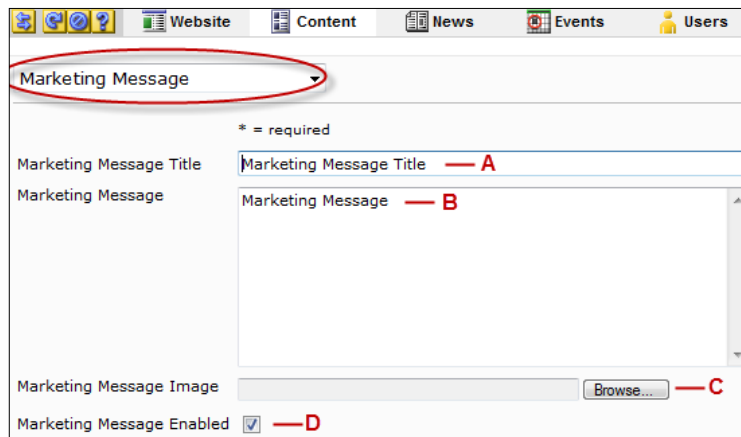 ? Website Content News Events Users
Marketing Message
* = required
Marketing Message Title Marketing Message Title A
Marketing Message Marketing Message B
Marketing Message Image Browse... C
Marketing Message Enabled D